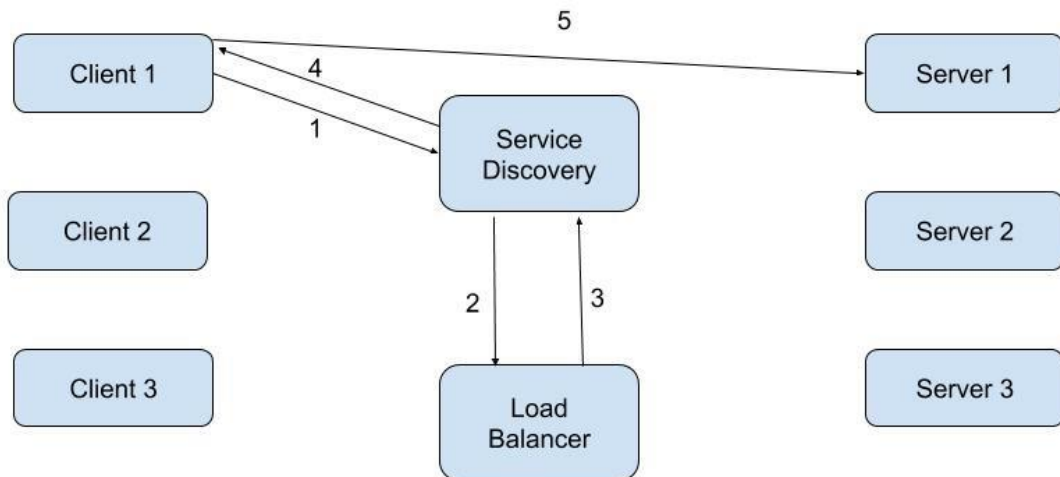 5
Client 1
4
1
Service
Discovery
Server 1
Client 2
Server 2
2
3
Client 3
Load
Balancer
Server 3